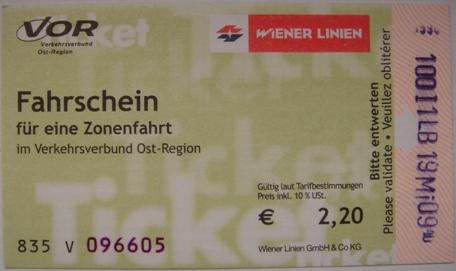 VOR
Verkehrsverbund
Ost-Region
WIENER LINIEN
Fahrschein
für eine Zonenfahrt
im Verkehrsverbund Ost-Region
Gültig laut Tarifbestimmungen
Preis inkl. 10 % USt.
€ 2,20
835 V 096605
Wiener Linien GmbH & Co KG
Bitte entwerten
Please validate • Veuillez oblitérer
Ticket